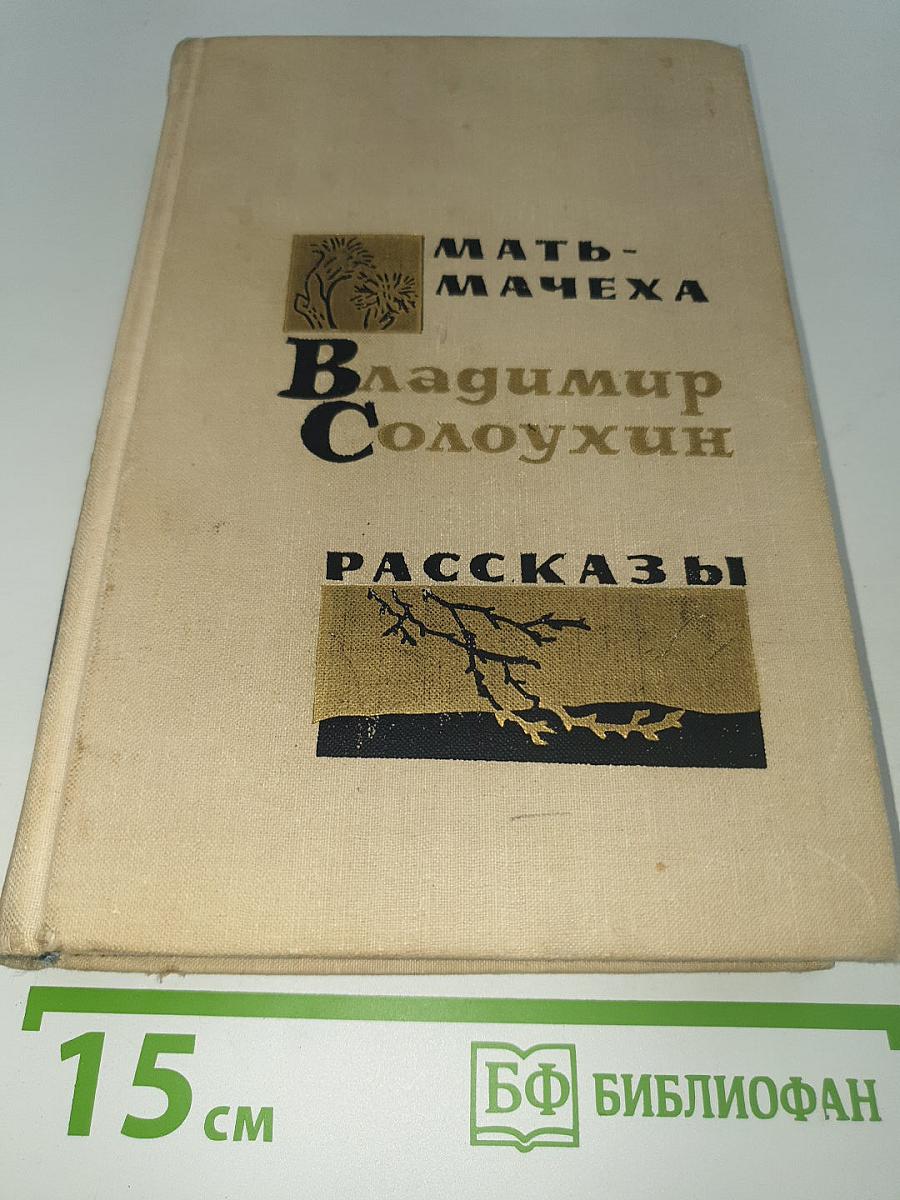 МАТЬ-
МАЧЕХА
Владимир
Солоухин
РАССКАЗЫ
15 см
БФ БИБЛИОФАН